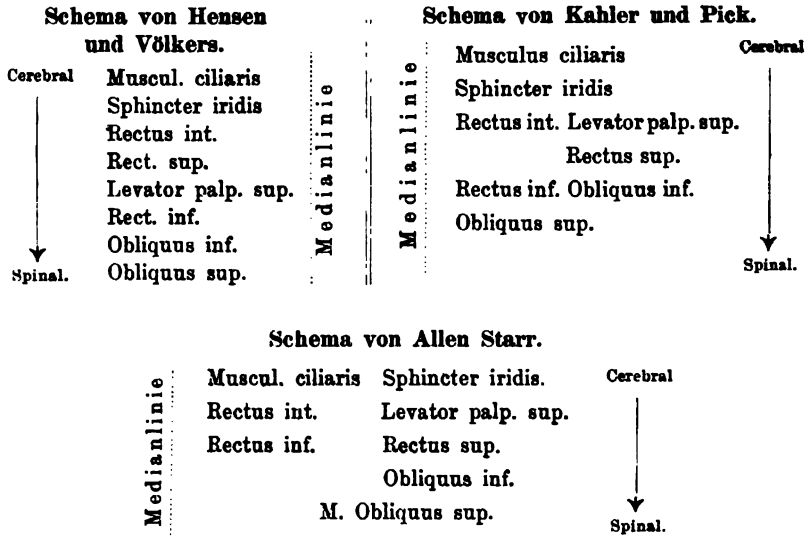 Schema von Hensen
und Völkers.
Cerebral
Muscul. ciliaris
Sphincter iridis
Rectus int.
Rect. sup.
Levator palp. sup.
Rect. inf.
Obliquus inf.
Obliquus sup.
Spinal.
Medianlinie
Schema von Kahler und Pick.
Medianlinie
Musculus ciliaris
Sphincter iridis
Rectus int. Levator palp. sup.
Rectus sup.
Rectus inf. Obliquus inf.
Obliquus sup.
Cerebral
Spinal.
Schema von Allen Starr.
Medianlinie
Muscul. ciliaris Sphincter iridis.
Rectus int. Levator palp. sup.
Rectus inf. Rectus sup.
Obliquus inf.
M. Obliquus sup.
Cerebral
Spinal.